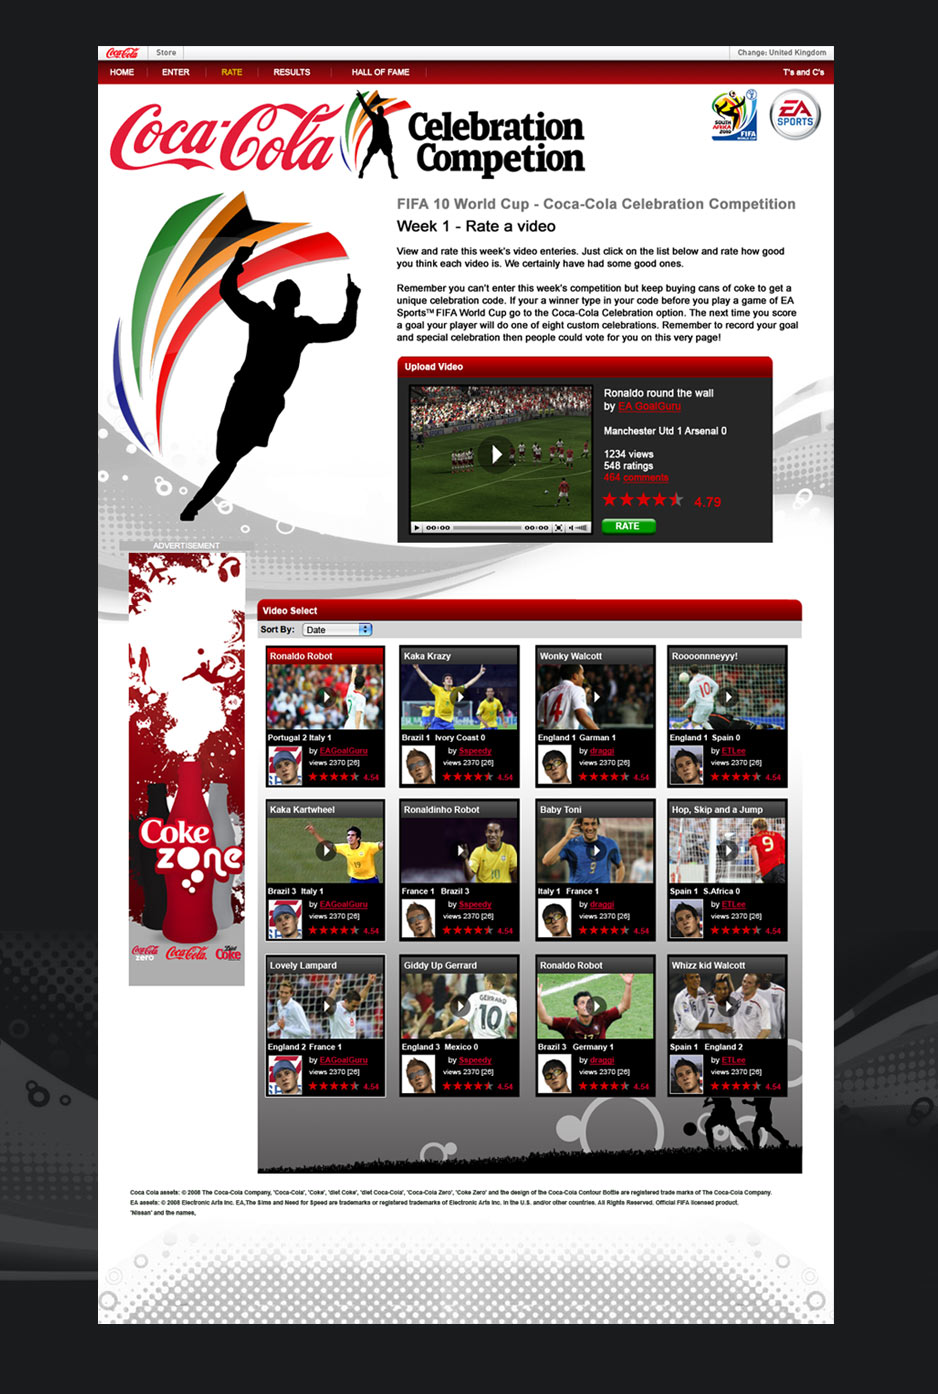 Coca-Cola Store Change: United Kingdom
HOME ENTER RATE RESULTS HALL OF FAME T's and C's
Coca-Cola
Celebration
Competion
SOUTH AFRICA 2010
FIFA
WORLD CUP
EA
SPORTS
FIFA 10 World Cup - Coca-Cola Celebration Competition
Week 1 - Rate a video
View and rate this week's video enteries. Just click on the list below and rate how good
you think each video is. We certainly have had some good ones.
Remember you can't enter this week's competition but keep buying cans of coke to get a
unique celebration code. If your a winner type in your code before you play a game of EA
Sports™ FIFA World Cup go to the Coca-Cola Celebration option. The next time you score
a goal your player will do one of eight custom celebrations. Remember to record your goal
and special celebration then people could vote for you on this very page!
Upload Video
Ronaldo round the wall
by EA GoalGuru
Manchester Utd 1 Arsenal 0
1234 views
548 ratings
464 comments
4.79
00:00 00:00
RATE
ADVERTISEMENT
Coke
zone
Coca-Cola zero Coca-Cola Diet Coke
Video Select
Sort By: Date
Ronaldo Robot Kaka Krazy Wonky Walcott Roooonnneyyy!
Portugal 2 Italy 1 Brazil 1 Ivory Coast 0 England 1 Garman 1 England 1 Spain 0
by EAGoalGuru by Sspeedy by draggi by ETLee
views 2370 [26] views 2370 [26] views 2370 [26] views 2370 [26]
4.54 4.54 4.54 4.54
Kaka Kartwheel Ronaldinho Robot Baby Toni Hop, Skip and a Jump
Brazil 3 Italy 1 France 1 Brazil 3 Italy 1 France 1 Spain 1 S.Africa 0
by EAGoalGuru by Sspeedy by draggi by ETLee
views 2370 [26] views 2370 [26] views 2370 [26] views 2370 [26]
4.54 4.54 4.54 4.54
Lovely Lampard Giddy Up Gerrard Ronaldo Robot Whizz kid Walcott
GERRARD
10
England 2 France 1 England 3 Mexico 0 Brazil 3 Germany 1 Spain 1 England 2
by EAGoalGuru by Sspeedy by draggi by ETLee
views 2370 [26] views 2370 [26] views 2370 [26] views 2370 [26]
4.54 4.54 4.54 4.54
Coca Cola assets: © 2008 The Coca-Cola Company, 'Coca-Cola', 'Coke', 'diet Coke', 'diet Coca-Cola', 'Coca-Cola Zero', 'Coke Zero' and the design of the Coca-Cola Contour Bottle are registered trade marks of The Coca-Cola Company.
EA assets: © 2008 Electronic Arts Inc. EA,The Sims and Need for Speed are trademarks or registered trademarks of Electronic Arts Inc. in the U.S. and/or other countries. All Rights Reserved. Official FIFA licensed product.
'Nissan' and the names,